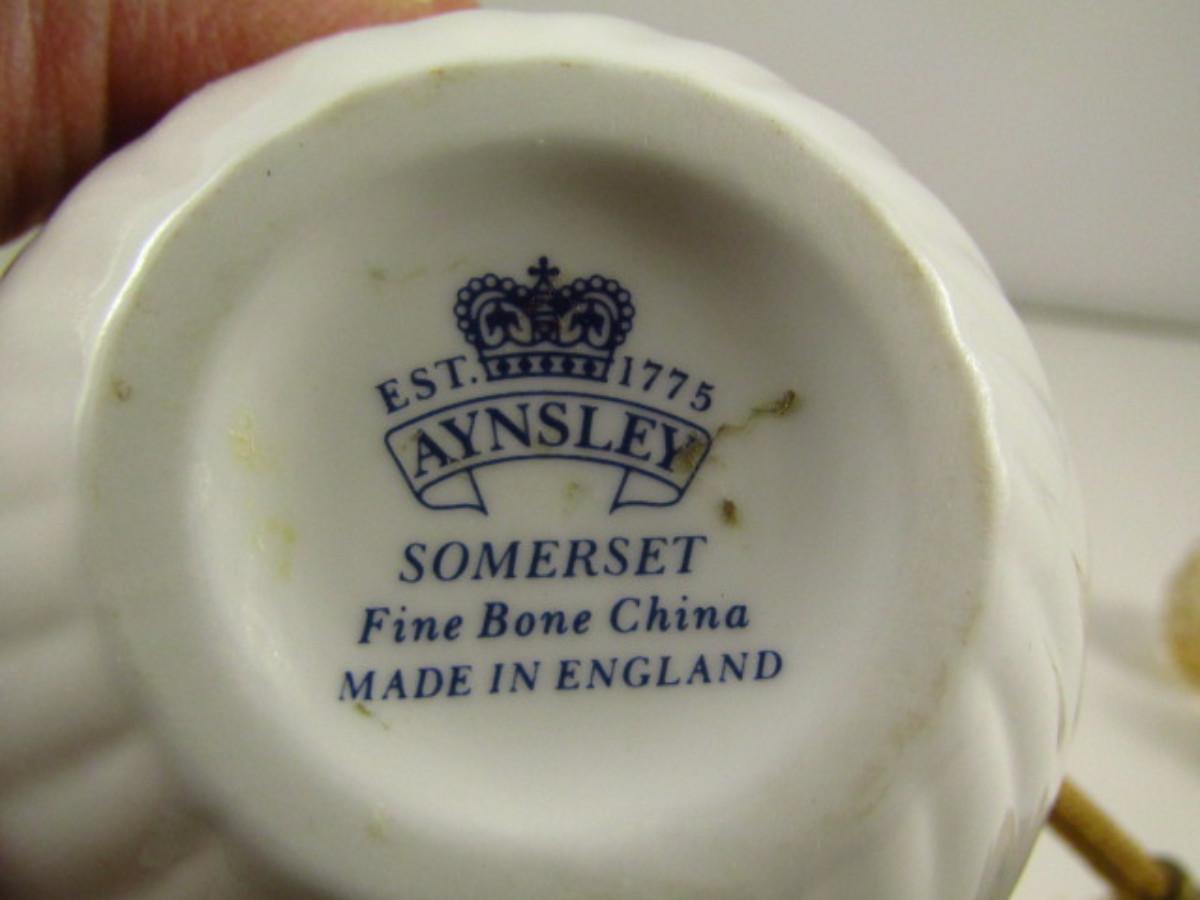 EST. 1775
AYNSLEY
SOMERSET
Fine Bone China
MADE IN ENGLAND